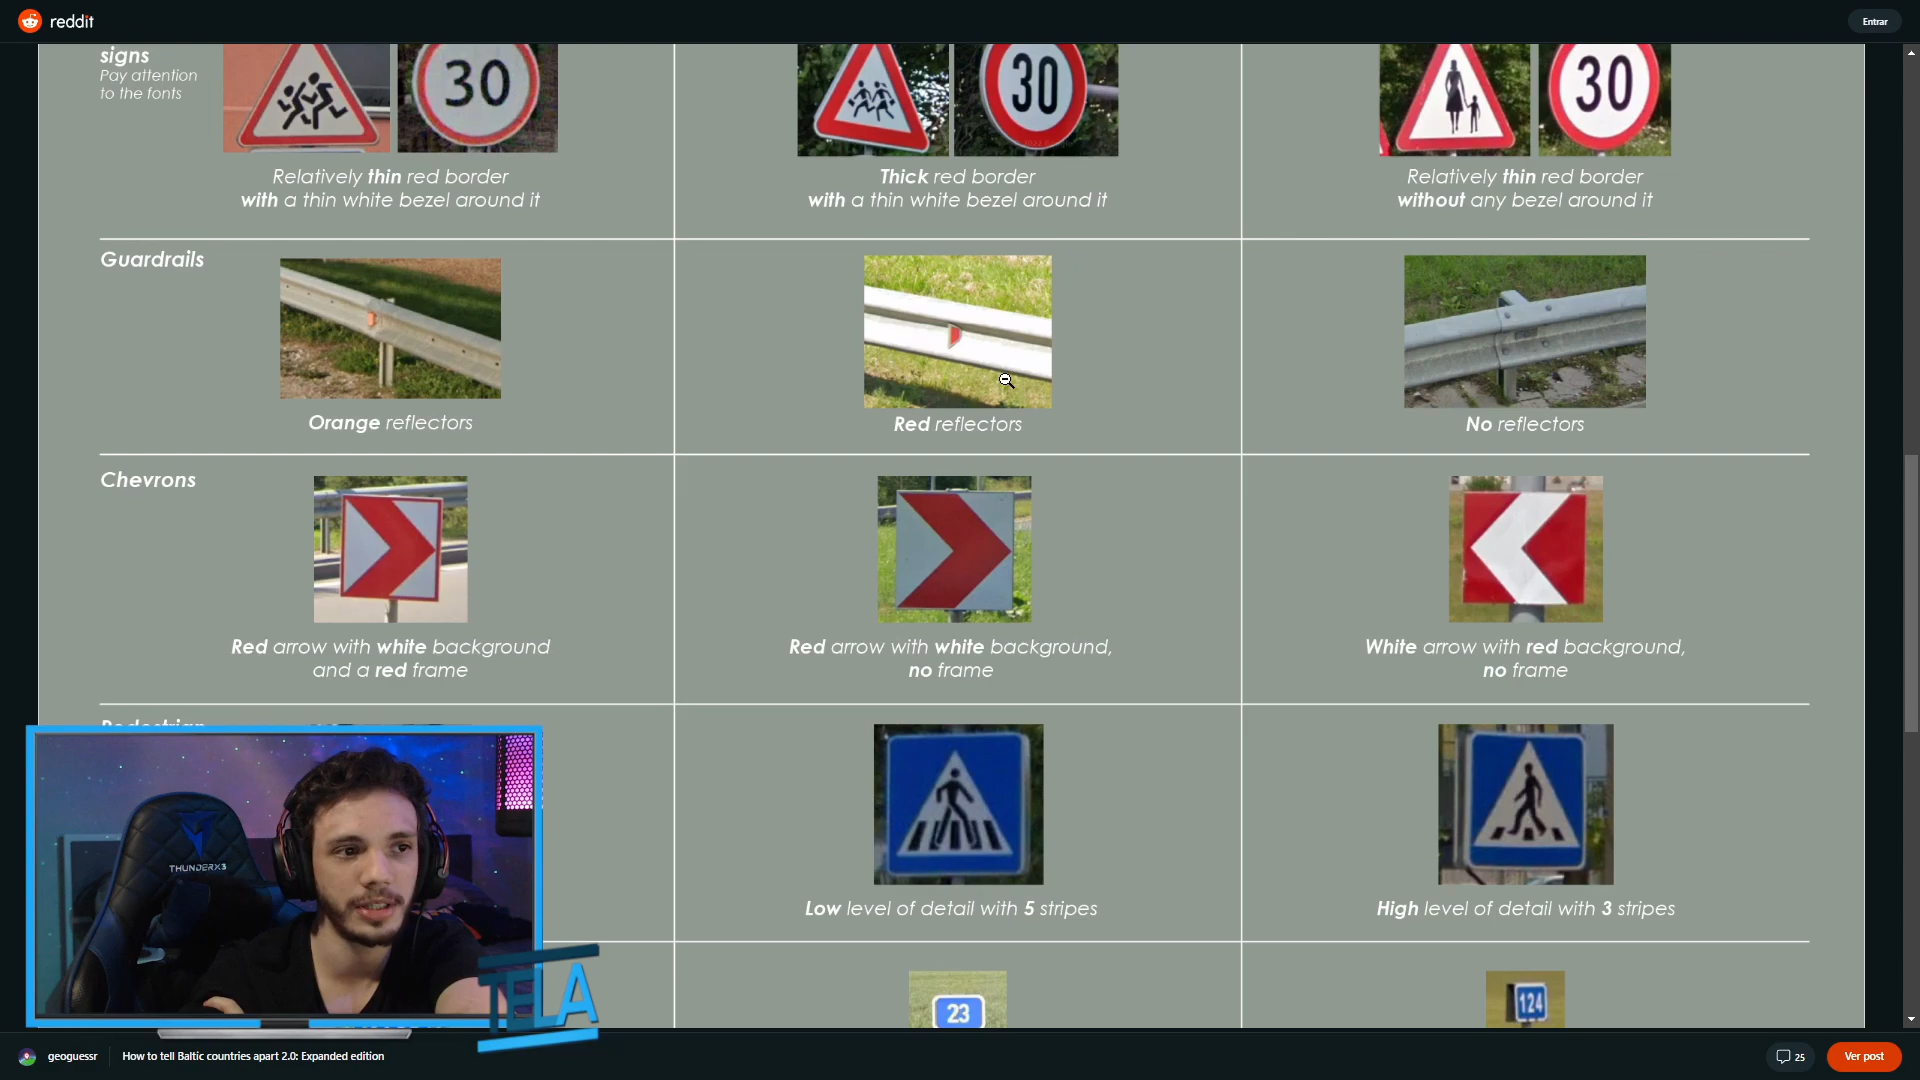 reddit
Entrar
signs
Pay attention
to the fonts
30
30
30
Relatively thin red border
with a thin white bezel around it
Thick red border
with a thin white bezel around it
Relatively thin red border
without any bezel around it
Guardrails
Orange reflectors
Red reflectors
No reflectors
Chevrons
Red arrow with white background
and a red frame
Red arrow with white background,
no frame
White arrow with red background,
no frame
THUNDERX3
Low level of detail with 5 stripes
High level of detail with 3 stripes
TELA
23
124
geoguessr
How to tell Baltic countries apart 2.0: Expanded edition
25
Ver post